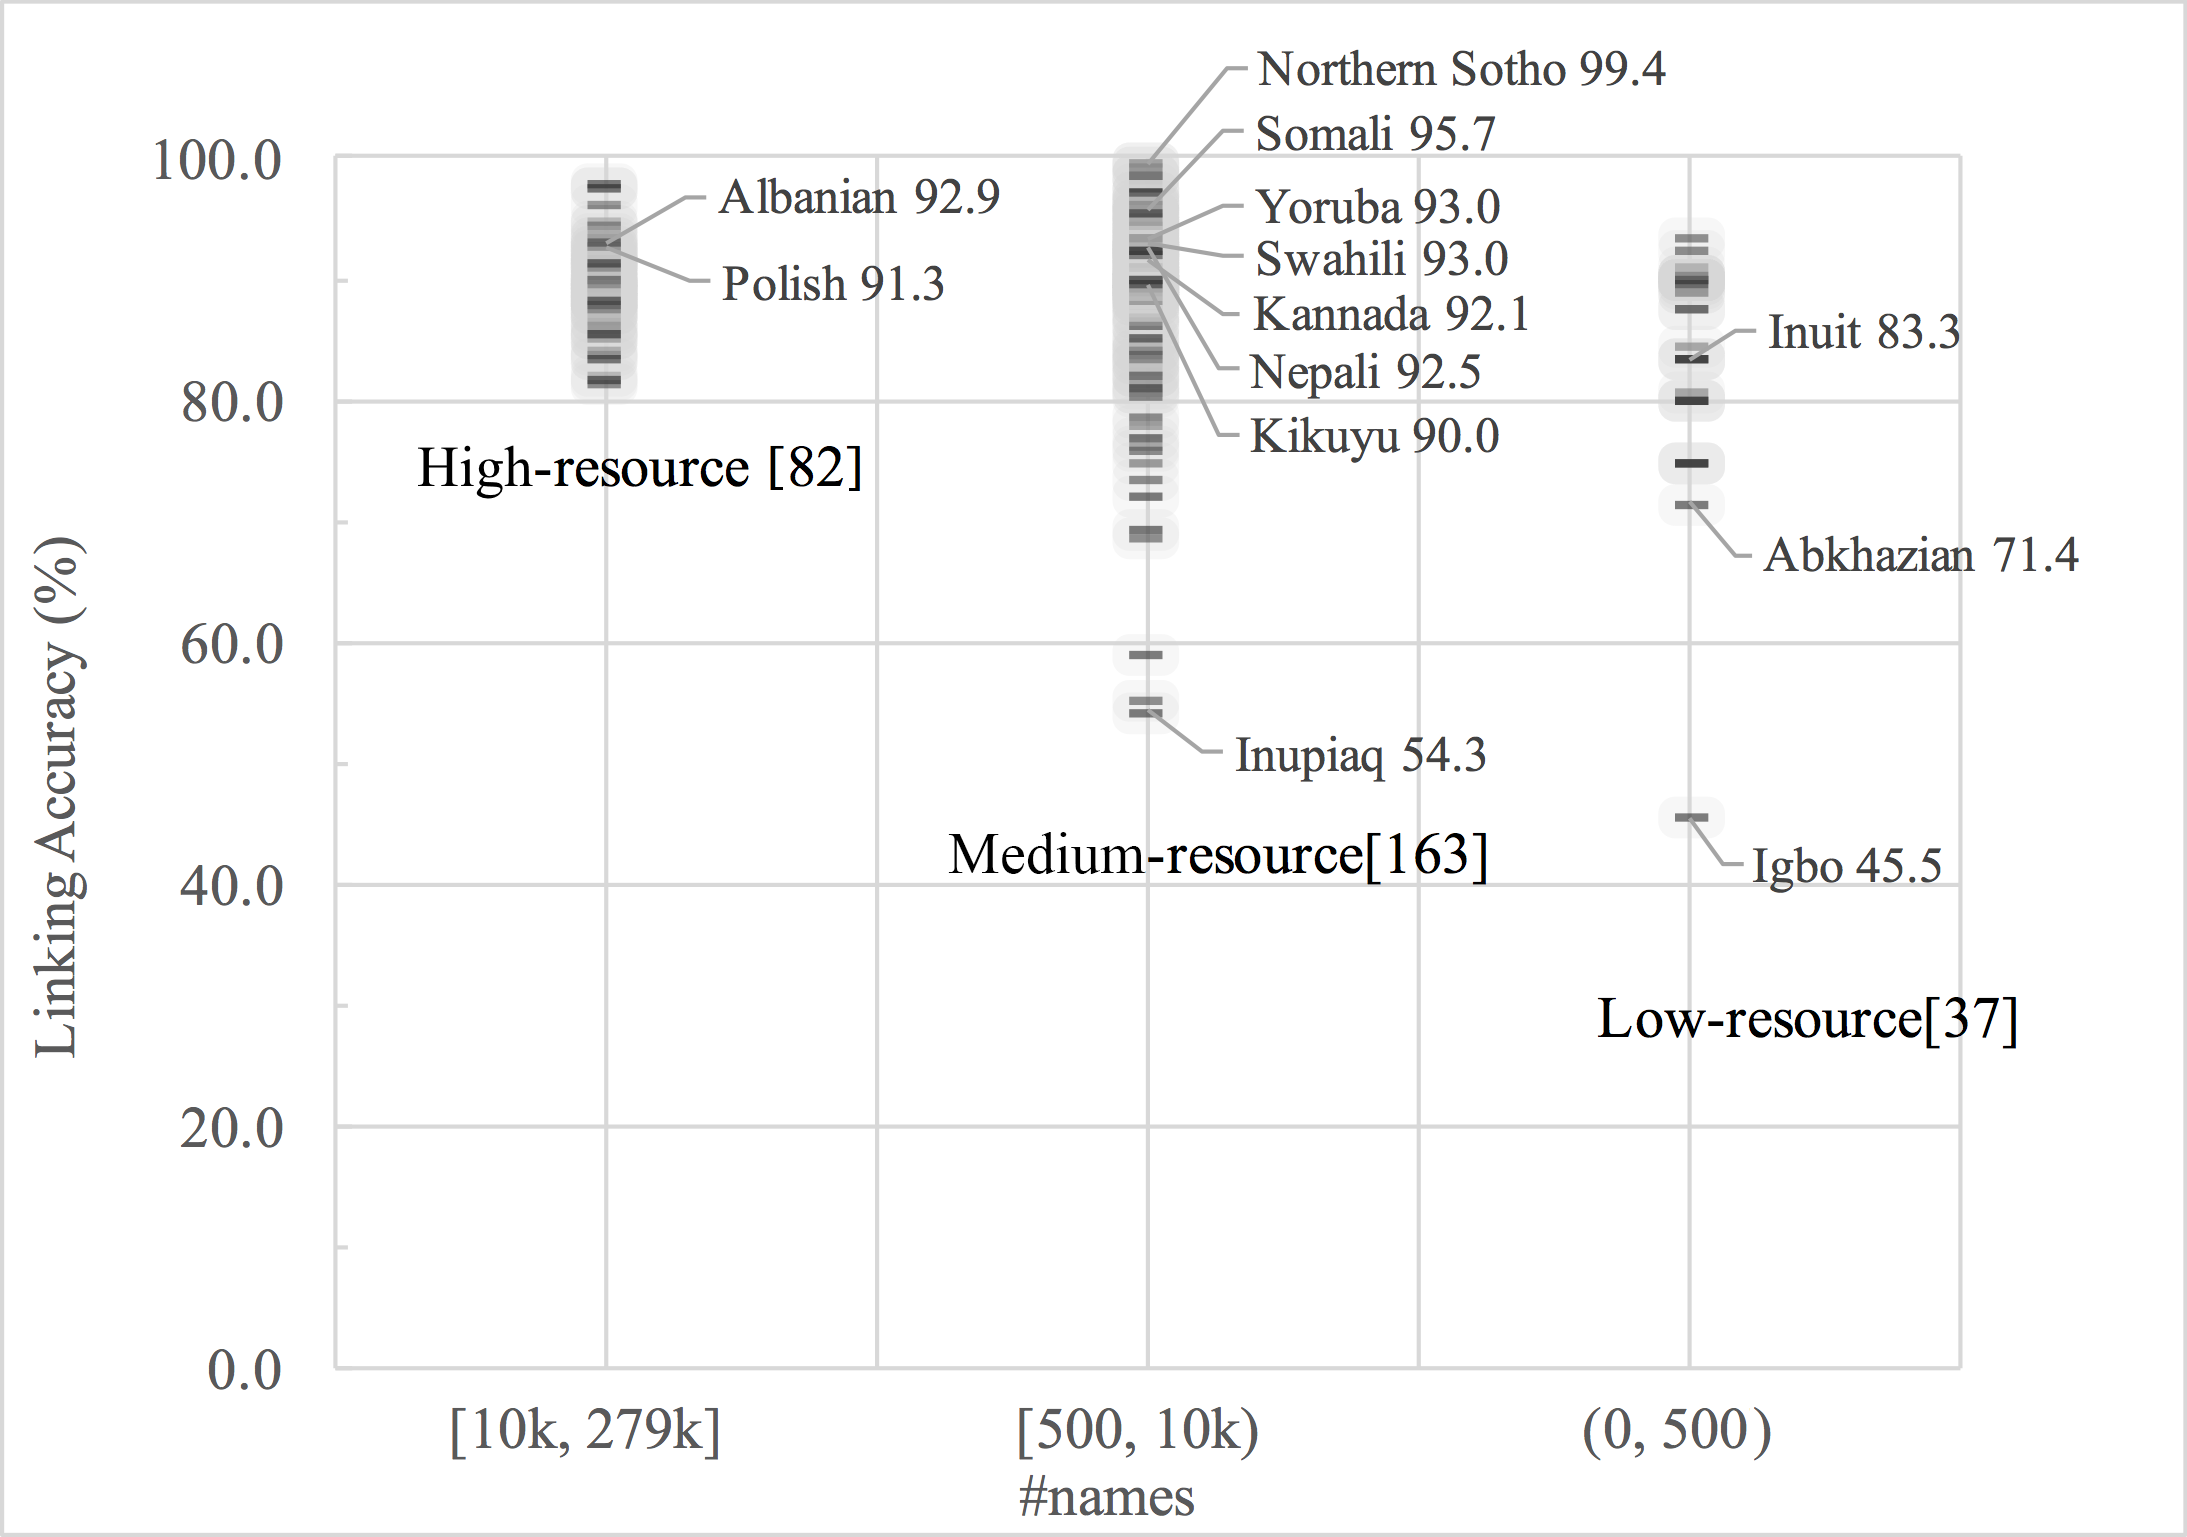 Northern Sotho 99.4
Somali 95.7
100.0
Albanian 92.9
Yoruba 93.0
Swahili 93.0
Polish 91.3
Kannada 92.1
Inuit 83.3
Nepali 92.5
80.0
Kikuyu 90.0
High-resource [82]
Abkhazian 71.4
Linking Accuracy (%)
60.0
Inupiaq 54.3
Medium-resource[163]
Igbo 45.5
40.0
Low-resource[37]
20.0
0.0
[10k, 279k]
[500, 10k)
(0, 500)
#names